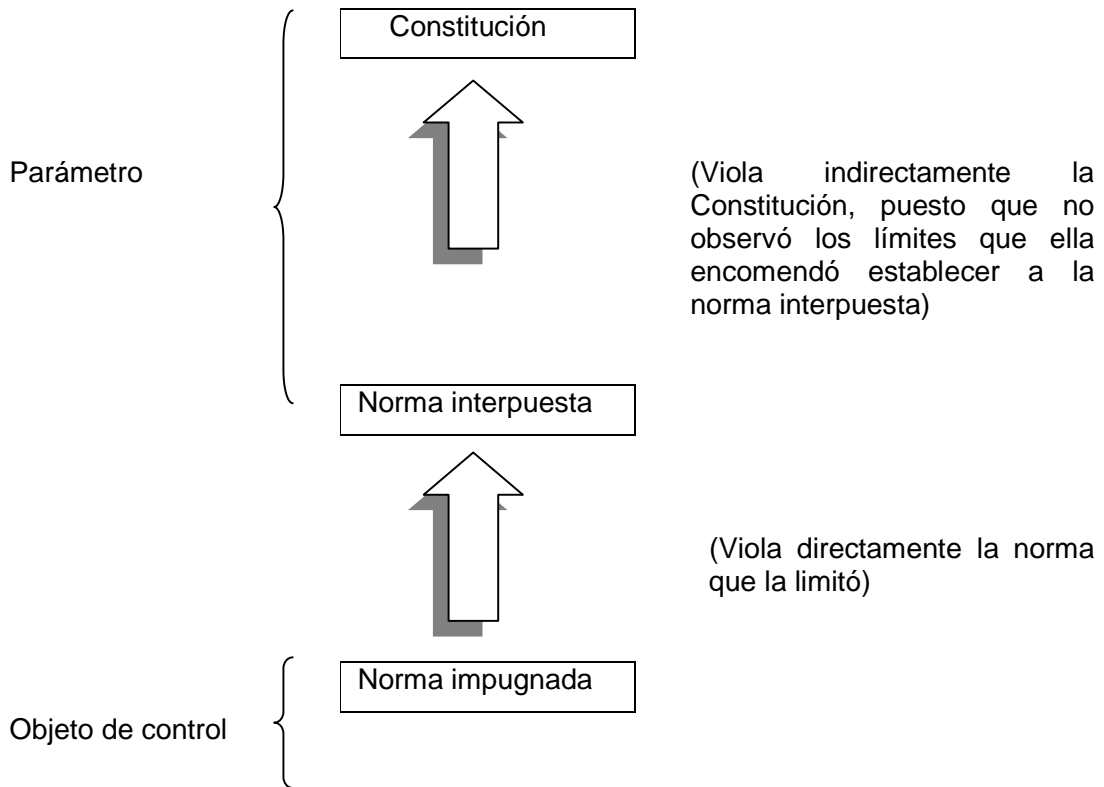 Constitución
Parámetro
(Viola indirectamente la
Constitución, puesto que no
observó los límites que ella
encomendó establecer a la
norma interpuesta)
Norma interpuesta
(Viola directamente la norma
que la limitó)
Norma impugnada
Objeto de control